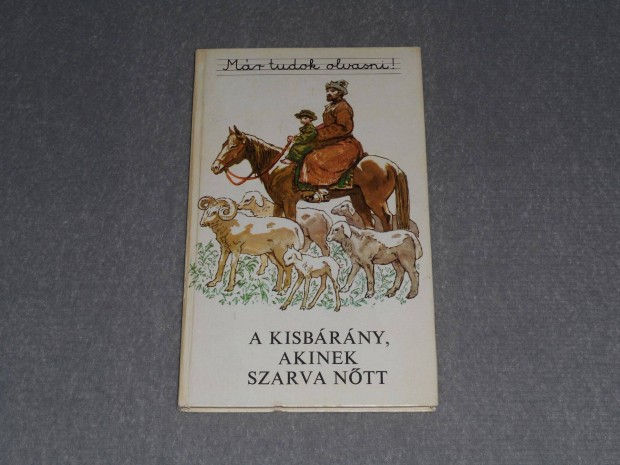 Már tudok olvasni!
A KISBÁRÁNY,
AKINEK
SZARVA NŐTT